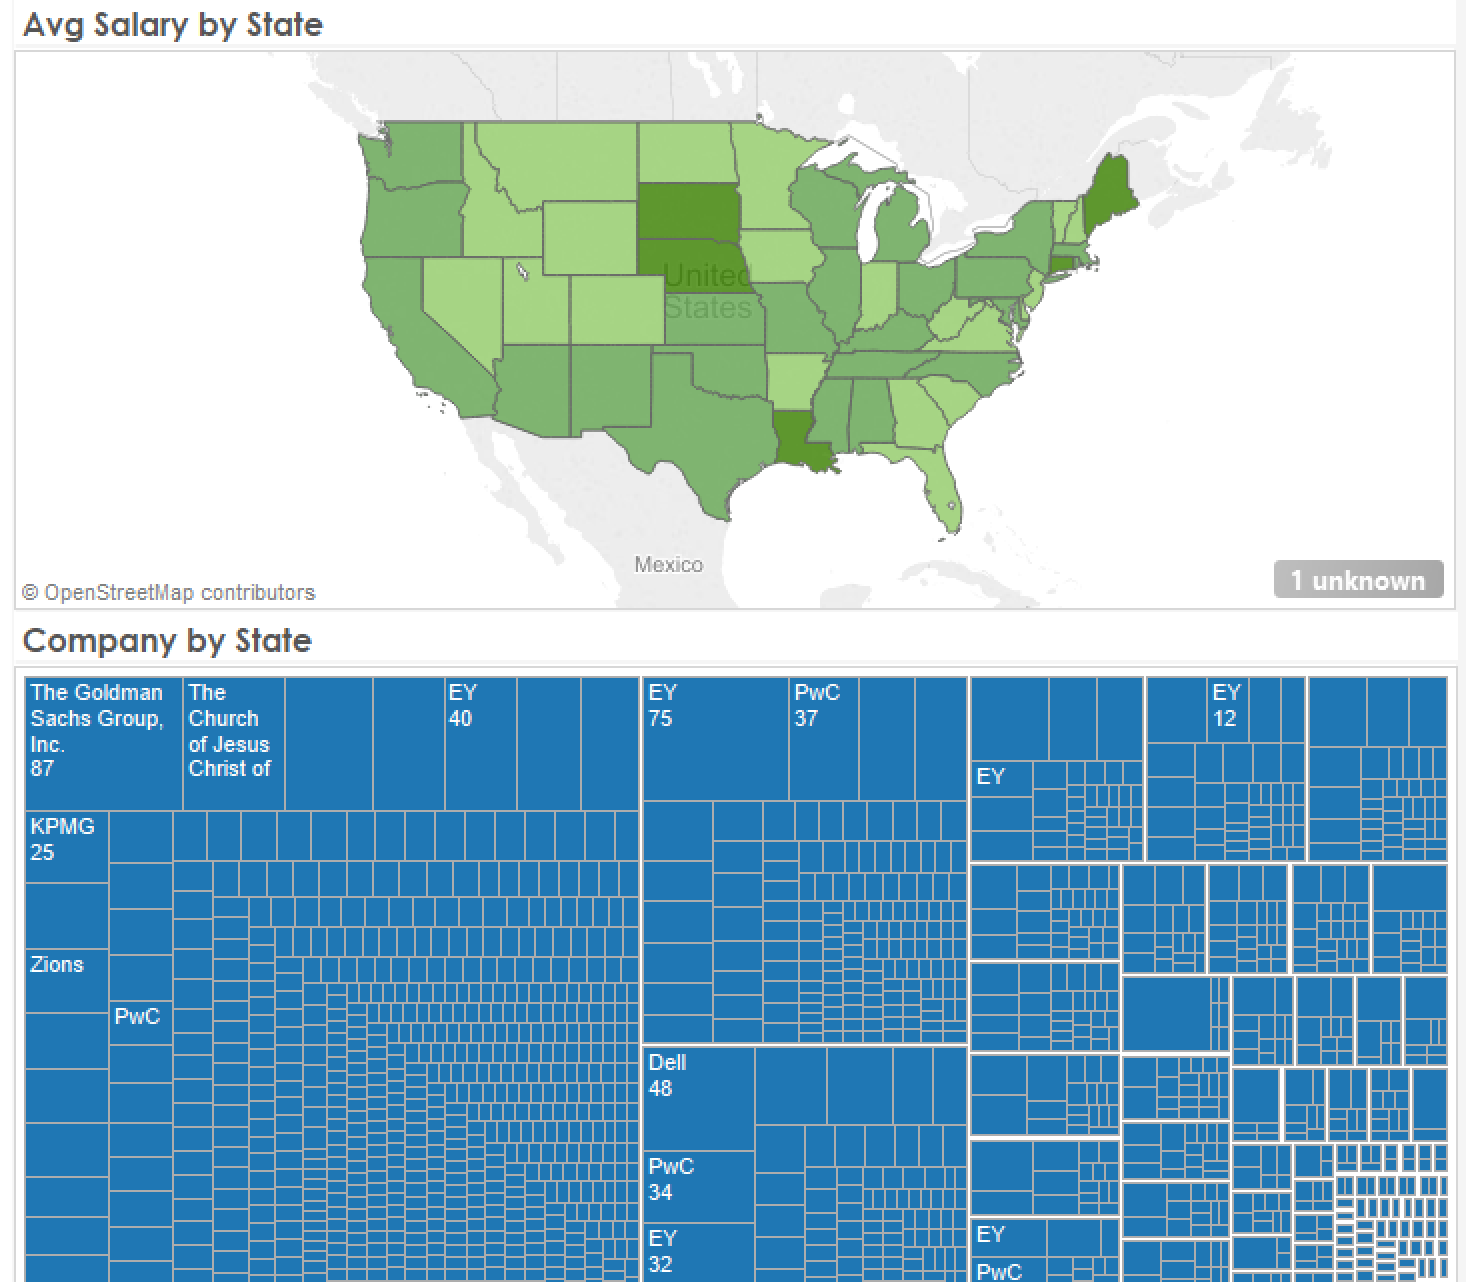 Avg Salary by State
United
States
Mexico
© OpenStreetMap contributors
1 unknown
Company by State
The Goldman
Sachs Group,
Inc.
87
The
Church
of Jesus
Christ of
EY
40
EY
75
PwC
37
EY
12
EY
KPMG
25
Zions
PwC
Dell
48
PwC
34
EY
32
EY
PwC